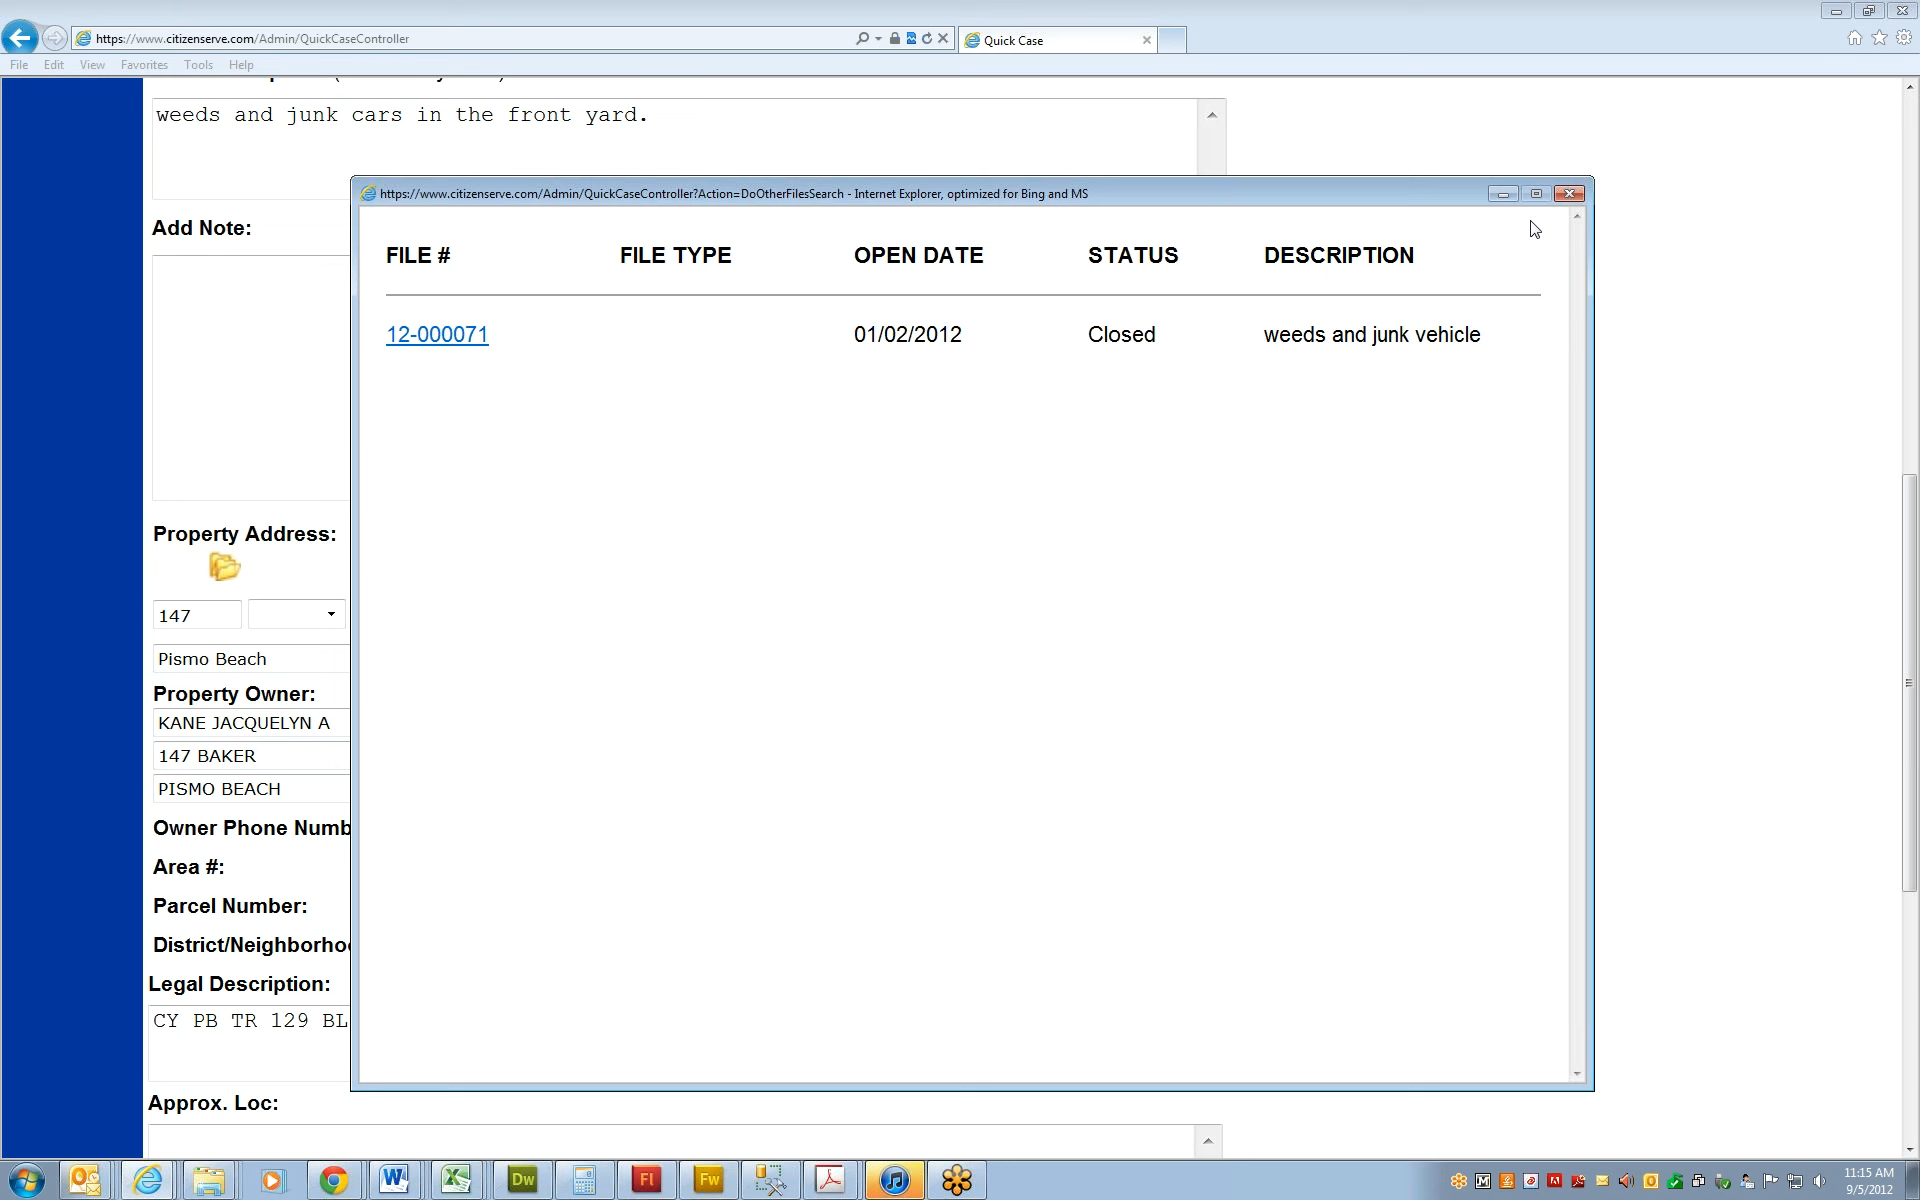 https://www.citizenserve.com/Admin/QuickCaseController
Quick Case
File Edit View Favorites Tools Help
weeds and junk cars in the front yard.
https://www.citizenserve.com/Admin/QuickCaseController?Action=DoOtherFilesSearch - Internet Explorer, optimized for Bing and MS
Add Note:
FILE # FILE TYPE OPEN DATE STATUS DESCRIPTION
12-000071 01/02/2012 Closed weeds and junk vehicle
Property Address:
147
Pismo Beach
Property Owner:
KANE JACQUELYN A
147 BAKER
PISMO BEACH
Owner Phone Numb
Area #:
Parcel Number:
District/Neighborhoo
Legal Description:
CY PB TR 129 BL
Approx. Loc:
Dw
Fl
Fw
11:15 AM
9/5/2012